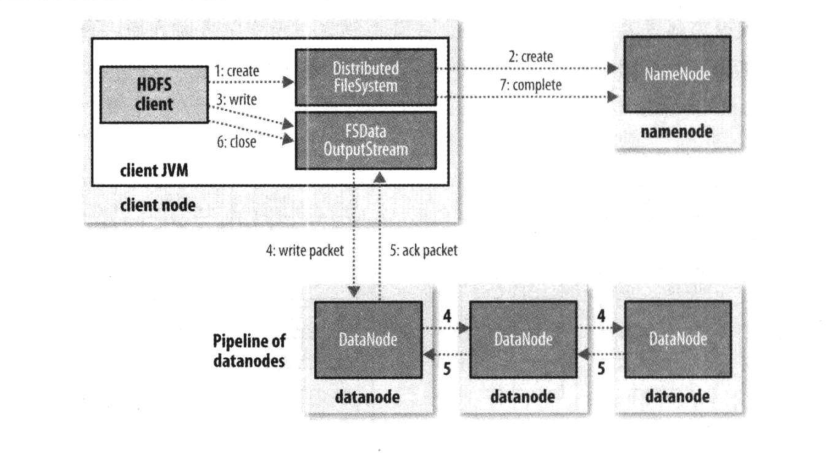 HDFS
client
1: create
3: write
6: close
Distributed
FileSystem
FSData
OutputStream
client JVM
client node
2: create
7: complete
NameNode
namenode
4: write packet
5: ack packet
Pipeline of
datanodes
DataNode
4
5
DataNode
4
5
DataNode
datanode
datanode
datanode